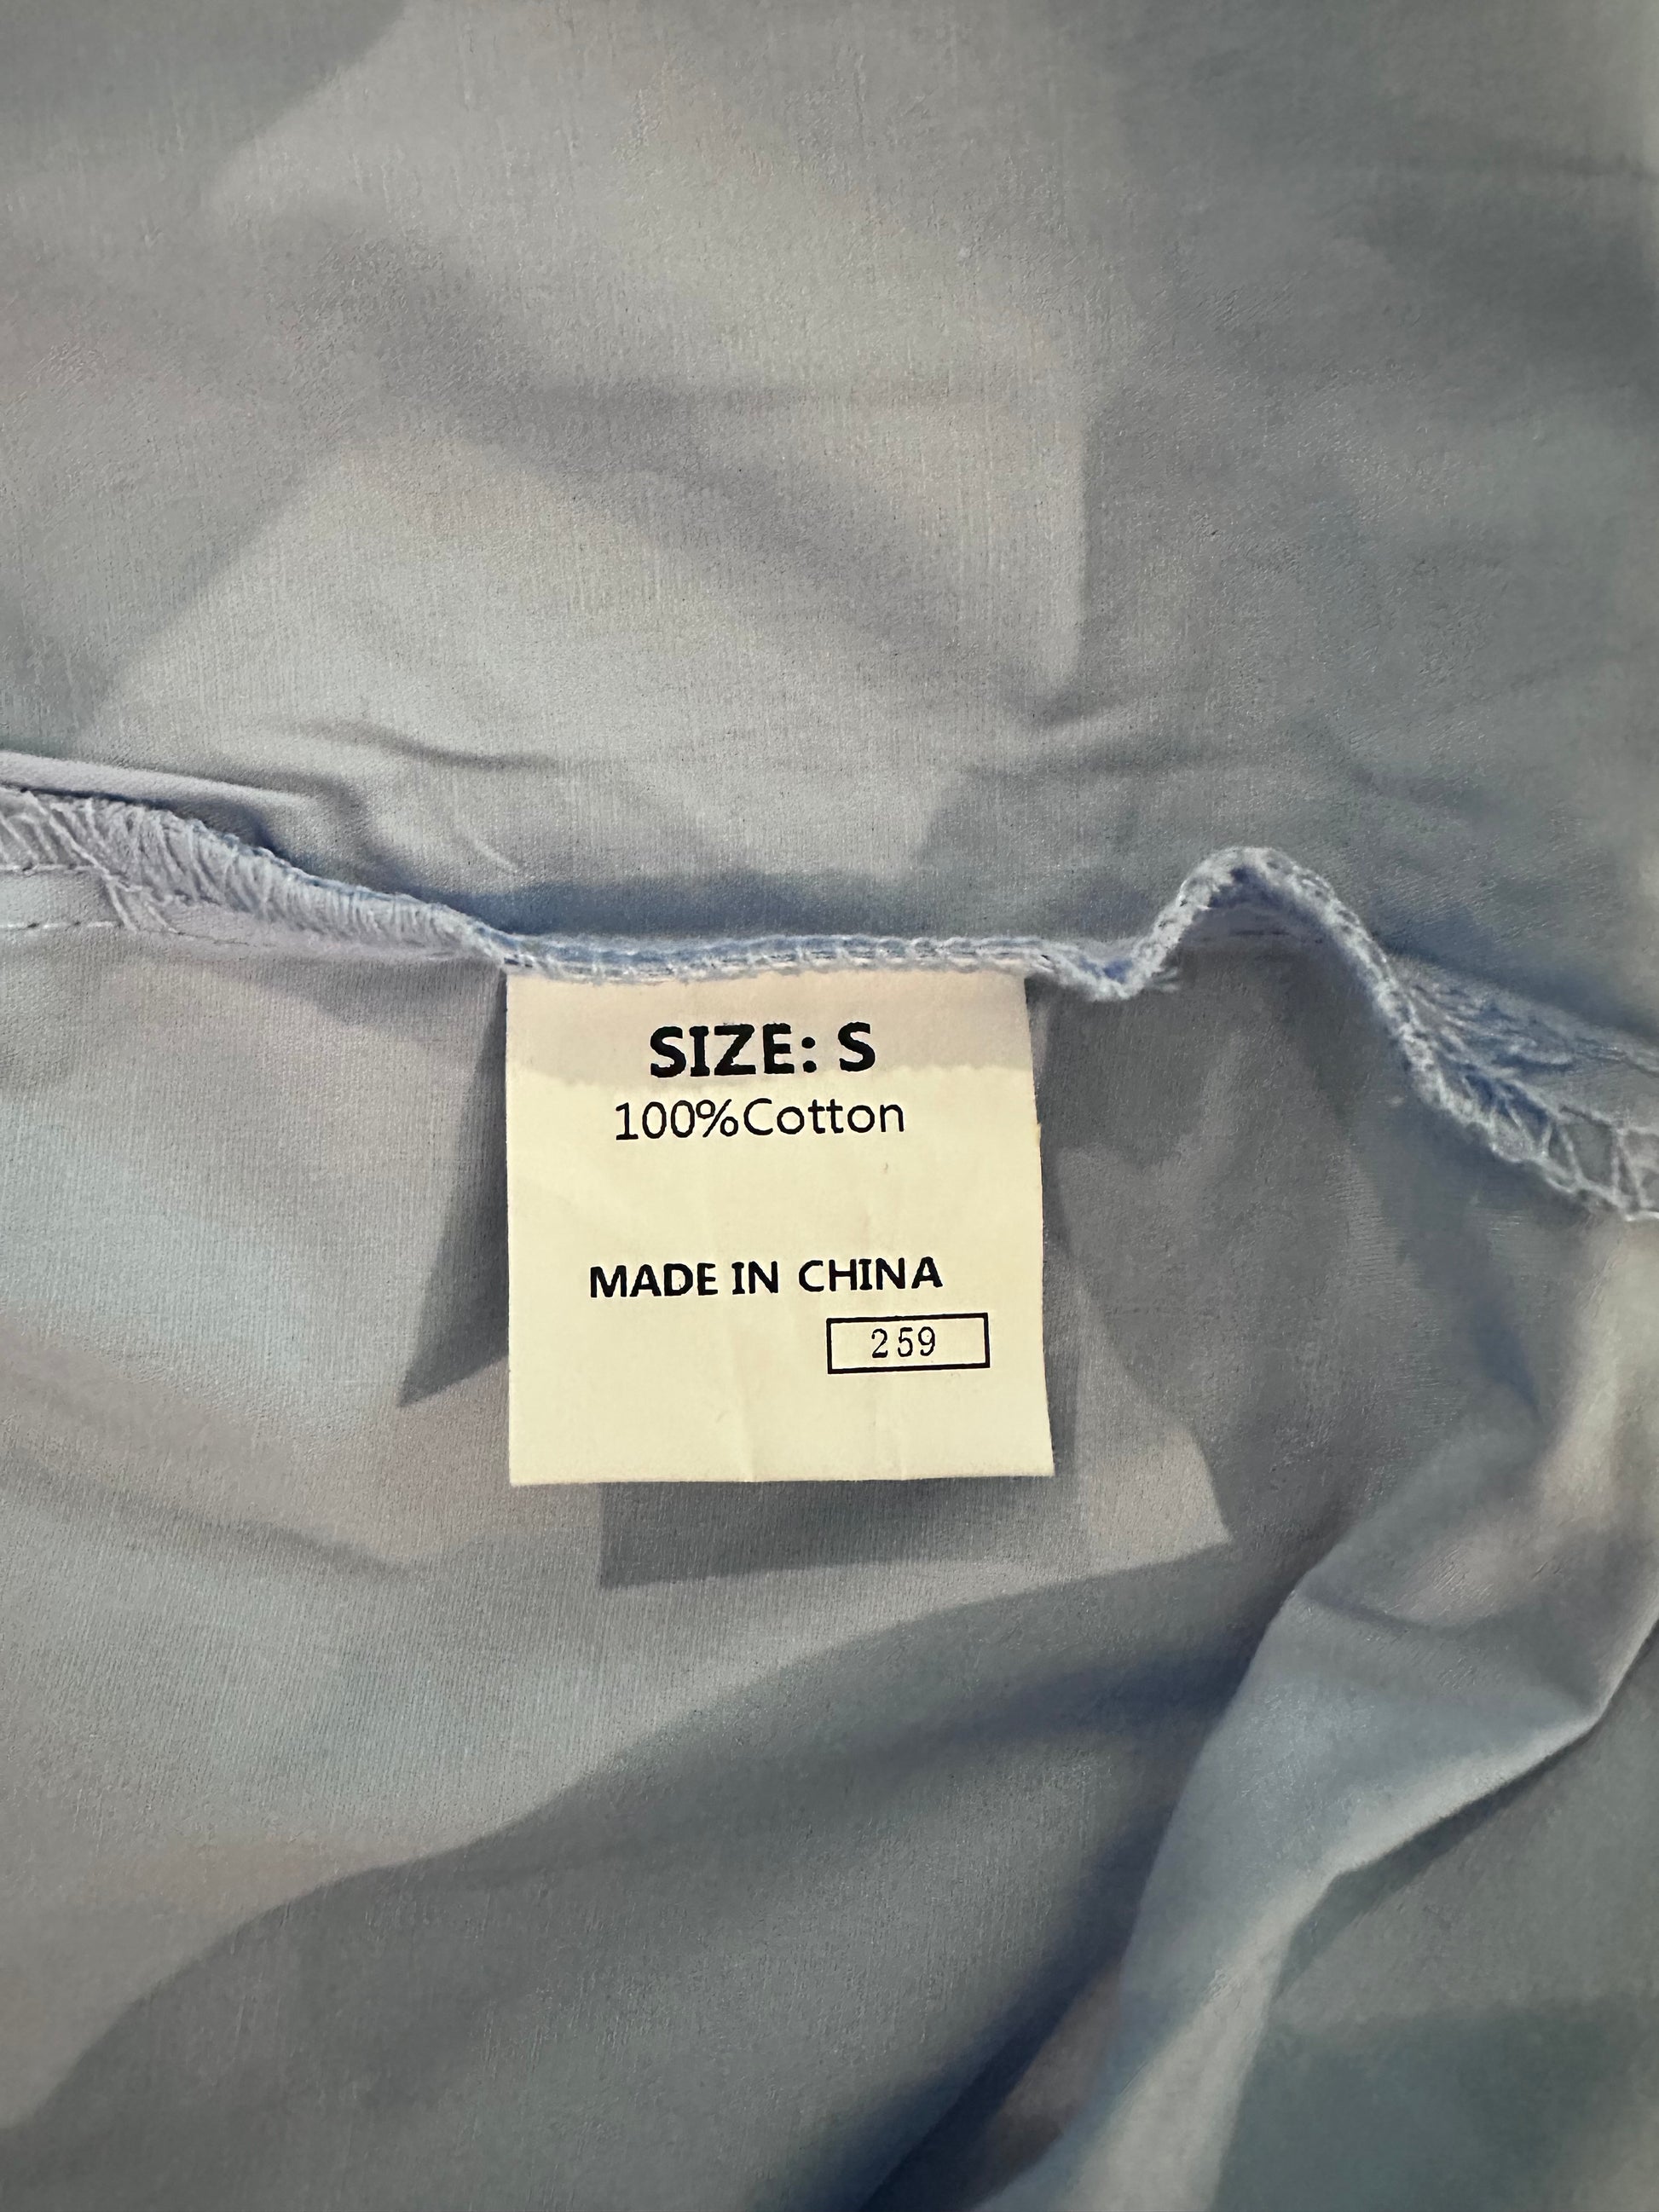 SIZE: S
100%Cotton
MADE IN CHINA
259